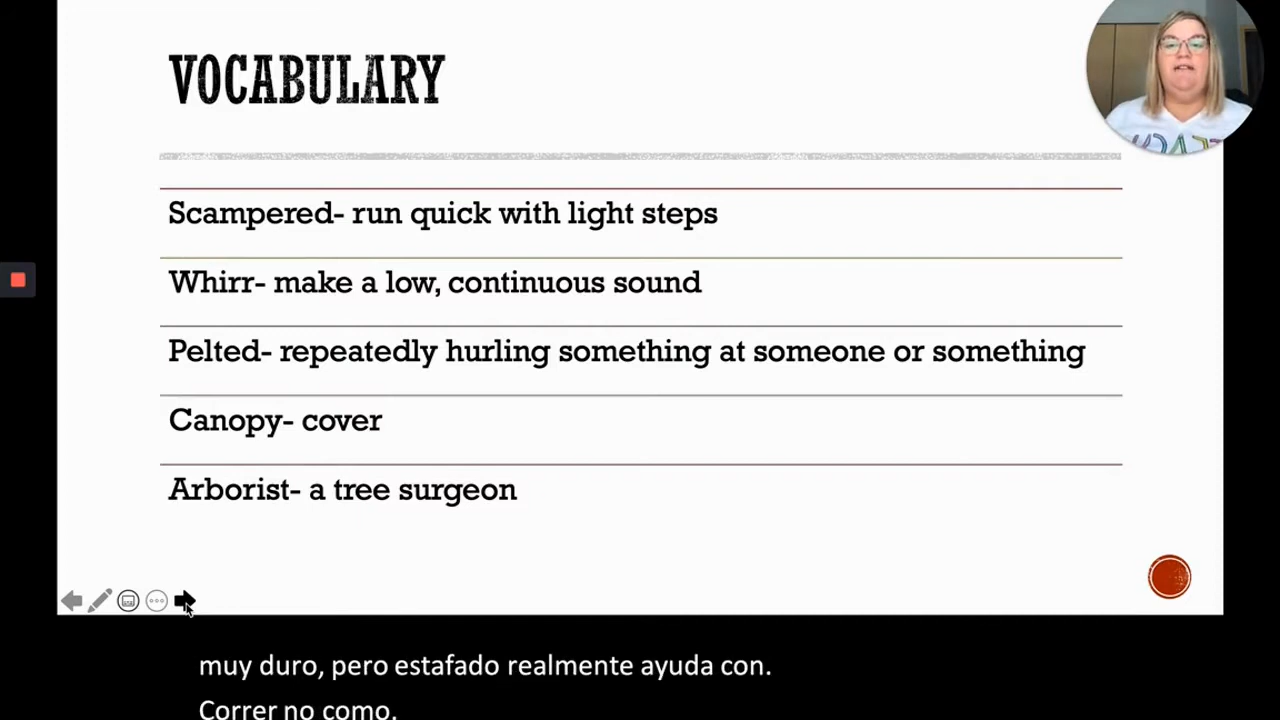 VOCABULARY
Scampered- run quick with light steps
Whirr- make a low, continuous sound
Pelted- repeatedly hurling something at someone or something
Canopy- cover
Arborist- a tree surgeon
muy duro, pero estafado realmente ayuda con.
Correr no como.